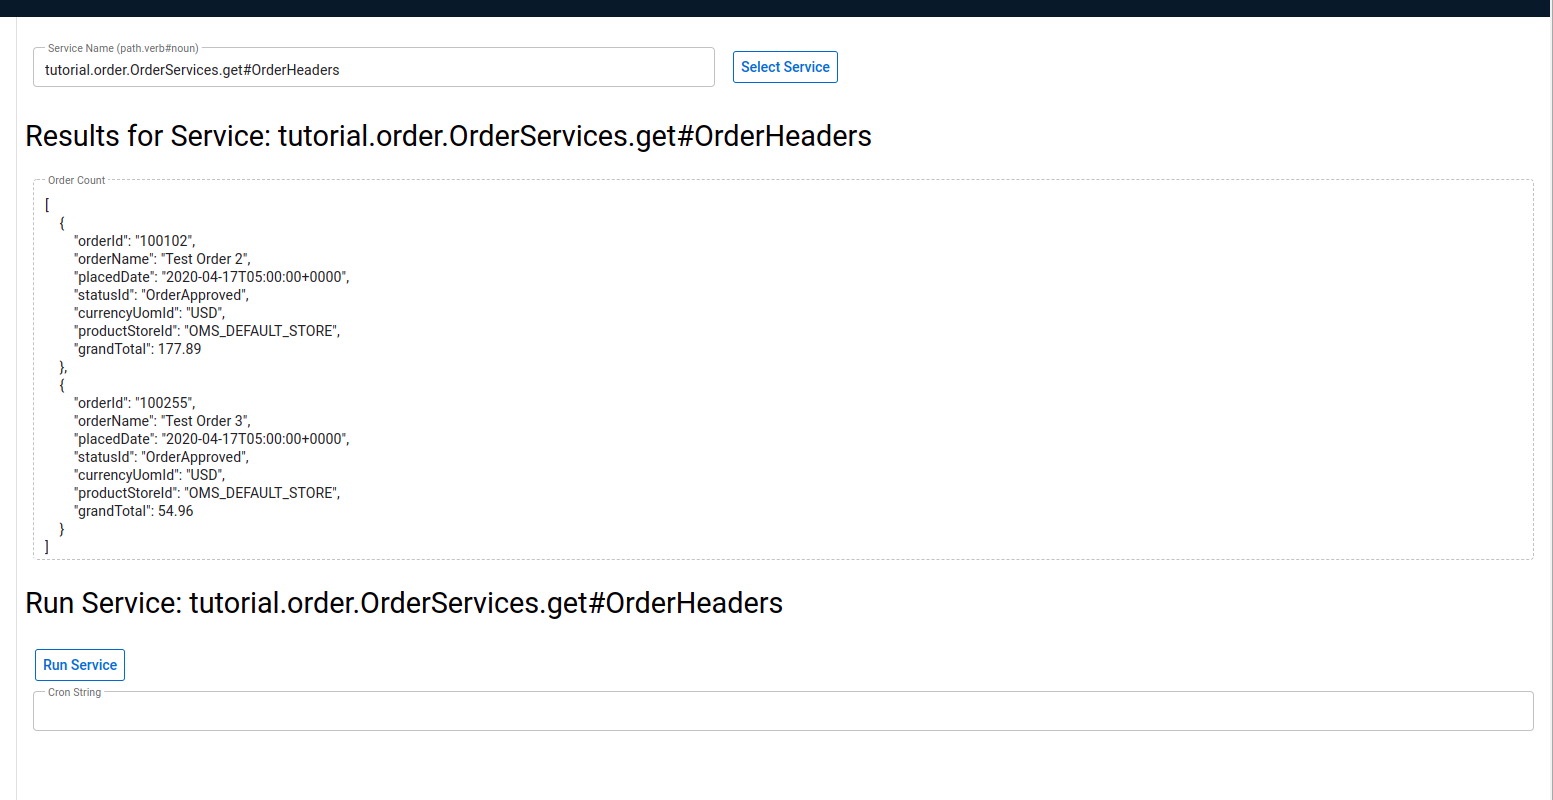 Service Name (path.verb#noun)
tutorial.order.OrderServices.get#OrderHeaders
Select Service
Results for Service: tutorial.order.OrderServices.get#OrderHeaders
Order Count
[
{
"orderId": "100102",
"orderName": "Test Order 2",
"placedDate": "2020-04-17T05:00:00+0000",
"statusId": "OrderApproved",
"currencyUomId": "USD",
"productStoreId": "OMS_DEFAULT_STORE",
"grandTotal": 177.89
},
{
"orderId": "100255",
"orderName": "Test Order 3",
"placedDate": "2020-04-17T05:00:00+0000",
"statusId": "OrderApproved",
"currencyUomId": "USD",
"productStoreId": "OMS_DEFAULT_STORE",
"grandTotal": 54.96
}
]
Run Service: tutorial.order.OrderServices.get#OrderHeaders
Run Service
Cron String